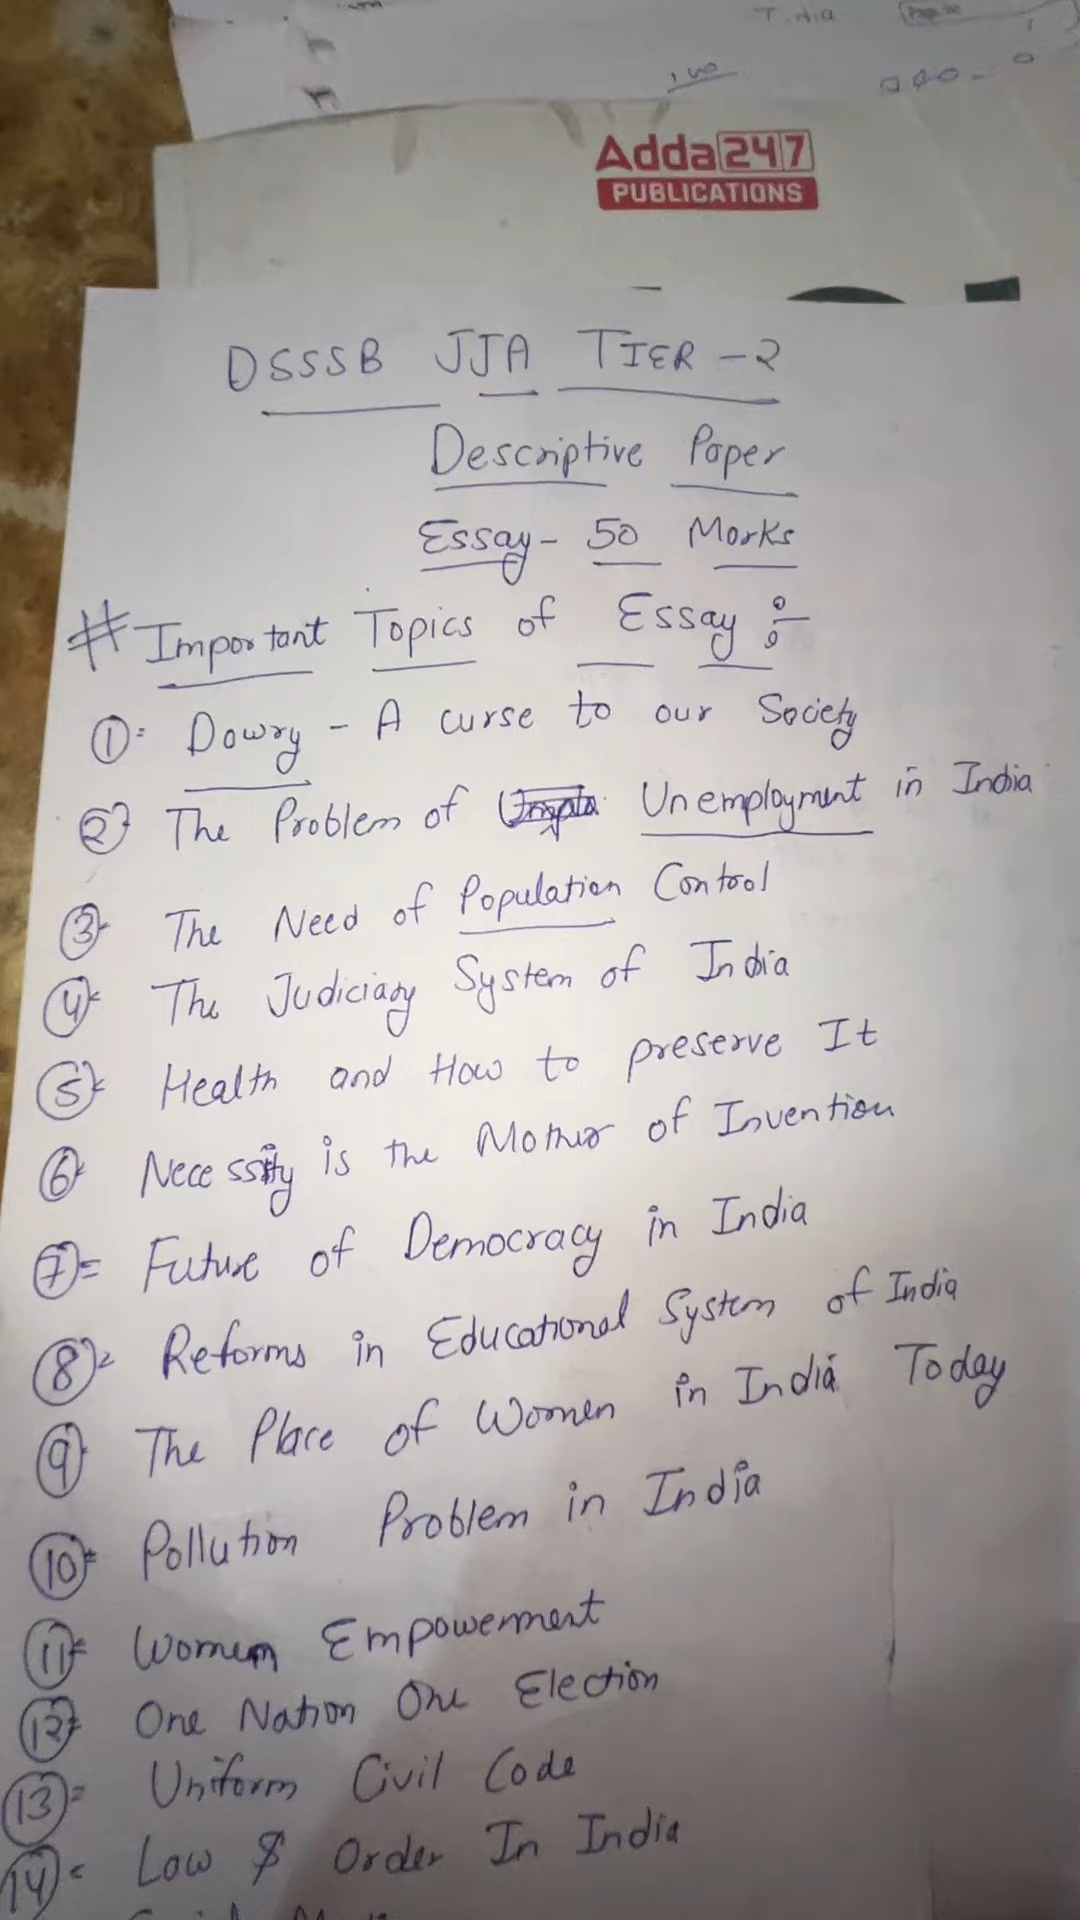 Adda247
PUBLICATIONS
DSSSB JJA TIER-2
Descriptive Paper
Essay- 50 Marks
# Important Topics of Essay :-
1= Dowry - A curse to our Society
2= The Problem of Unemployment in India
3= The Need of Population Control
4= The Judiciary System of India
5= Health and How to preserve It
6= Necessity is the Mother of Invention
7= Future of Democracy in India
8= Reforms in Educational System of India
9= The Place of Women in India Today
10= Pollution Problem in India
11= Women Empowerment
12= One Nation One Election
13= Uniform Civil Code
14= Law & Order In India